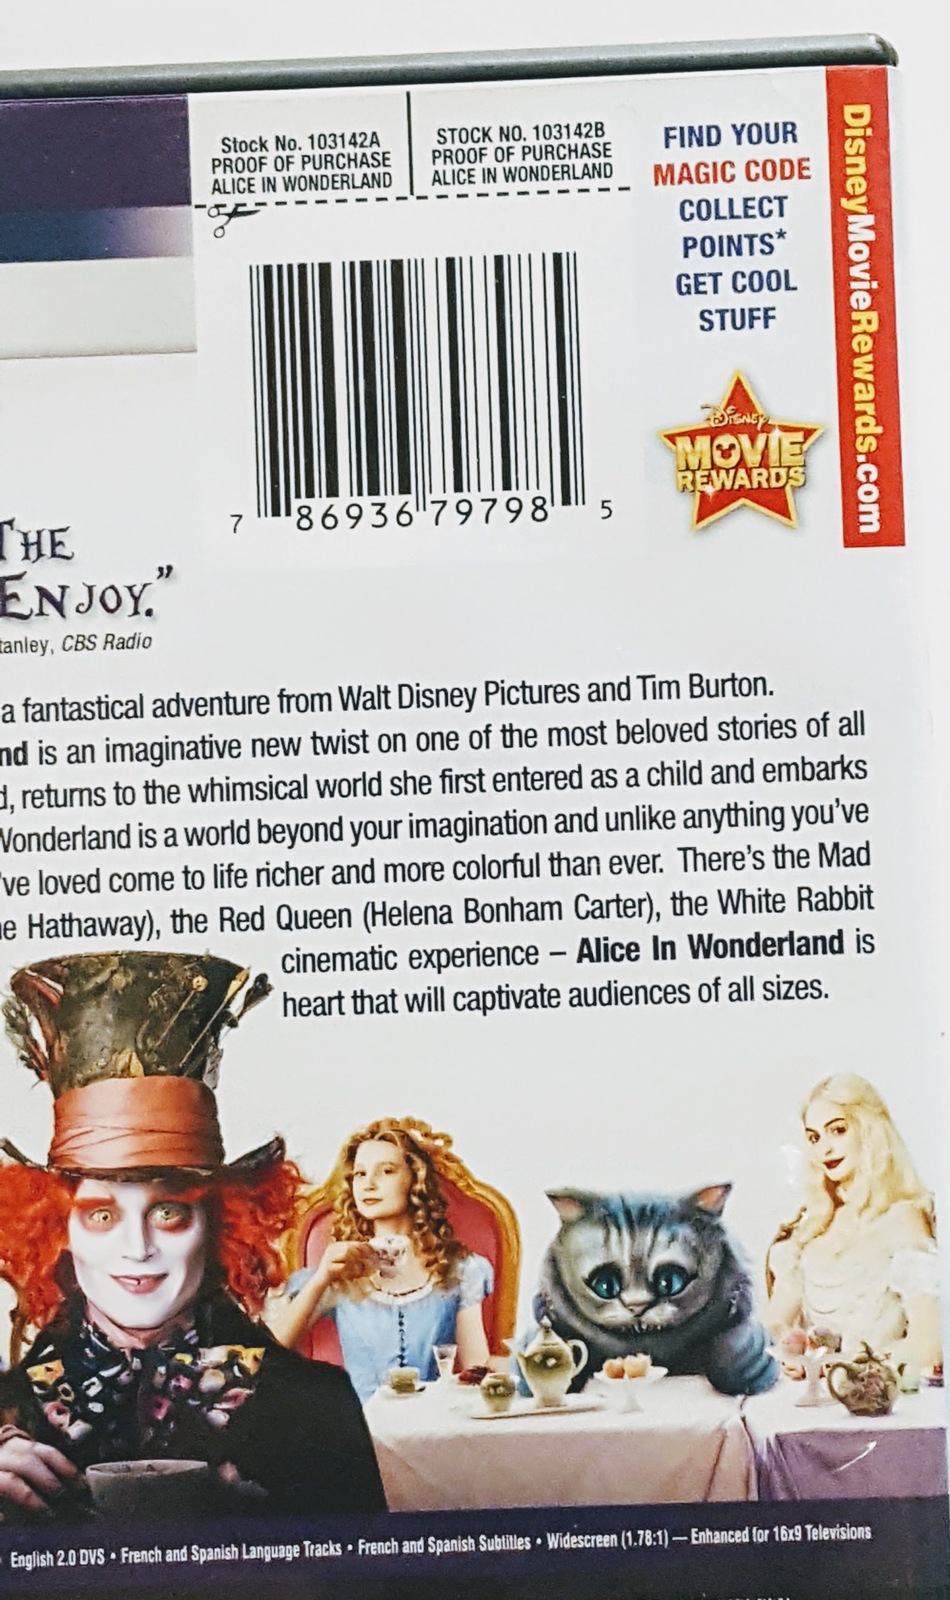 Stock No. 103142A
PROOF OF PURCHASE
ALICE IN WONDERLAND
STOCK NO. 103142B
PROOF OF PURCHASE
ALICE IN WONDERLAND
FIND YOUR
MAGIC CODE
COLLECT
POINTS*
GET COOL
STUFF
DisneyMovieRewards.com
DISNEY
MOVIE
REWARDS
7 86936 79798 5
THE
ENJOY.”
tanley, CBS Radio
a fantastical adventure from Walt Disney Pictures and Tim Burton.
nd is an imaginative new twist on one of the most beloved stories of all
d, returns to the whimsical world she first entered as a child and embarks
Wonderland is a world beyond your imagination and unlike anything you’ve
’ve loved come to life richer and more colorful than ever. There’s the Mad
e Hathaway), the Red Queen (Helena Bonham Carter), the White Rabbit
cinematic experience – Alice In Wonderland is
heart that will captivate audiences of all sizes.
English 2.0 DVS • French and Spanish Language Tracks • French and Spanish Subtitles • Widescreen (1.78:1) — Enhanced for 16x9 Televisions